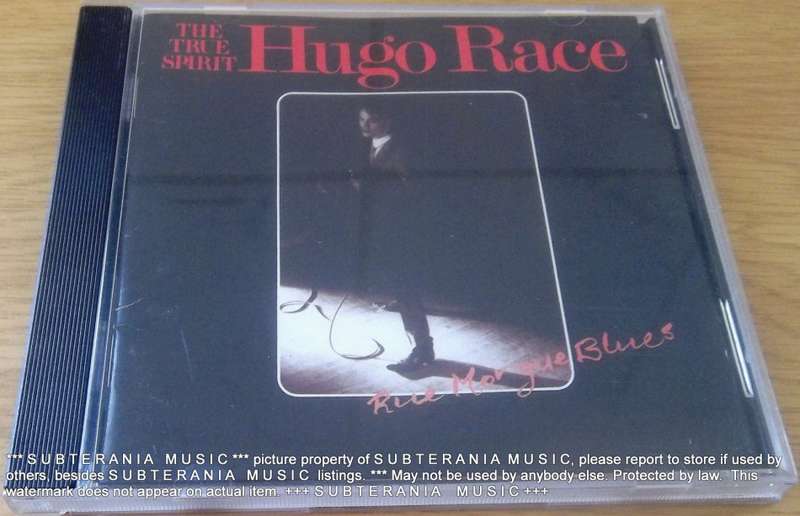 THE
TRUE
SPIRIT
Hugo Race
Rue Morgue Blues
*** S U B T E R A N I A M U S I C *** picture property of S U B T E R A N I A M U S I C, please report to store if used by
others, besides S U B T E R A N I A M U S I C listings. *** May not be used by anybody else. Protected by law. This
watermark does not appear on actual item. +++ S U B T E R A N I A M U S I C +++